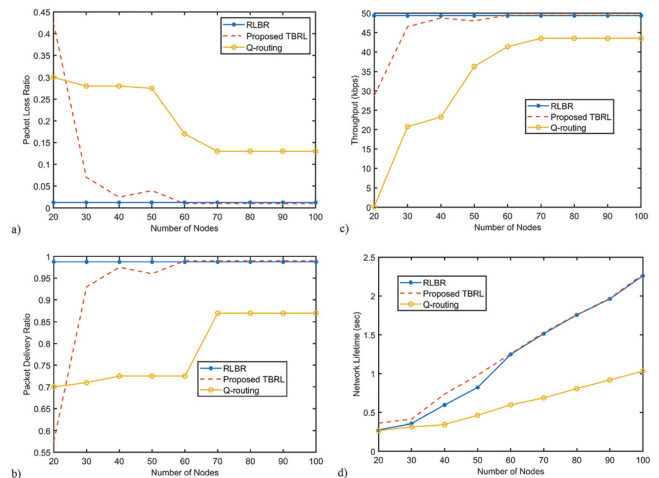 a)
Packet Loss Ratio
0.4
0.35
0.3
0.25
0.2
0.15
0.1
0.05
0
20 30 40 50 60 70 80 90 100
Number of Nodes
RLBR
Proposed TBRL
Q-routing
c)
Throughput (kbps)
50
45
40
35
30
25
20
15
10
5
0
20 30 40 50 60 70 80 90 100
Number of Nodes
RLBR
Proposed TBRL
Q-routing
b)
Packet Delivery Ratio
1
0.95
0.9
0.85
0.8
0.75
0.7
0.65
0.6
0.55
20 30 40 50 60 70 80 90 100
Number of Nodes
RLBR
Proposed TBRL
Q-routing
d)
Network Lifetime (sec)
2.5
2
1.5
1
0.5
0
20 30 40 50 60 70 80 90 100
Number of Nodes
RLBR
Proposed TBRL
Q-routing